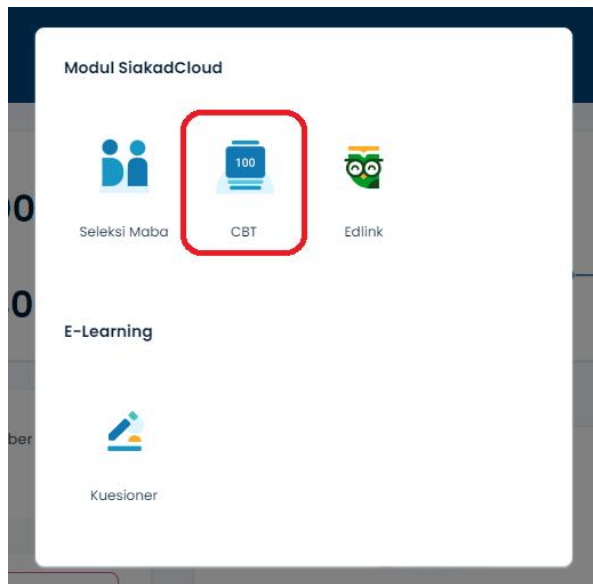 Modul SiakadCloud
100
Seleksi Maba
CBT
Edlink
E-Learning
Kuesioner